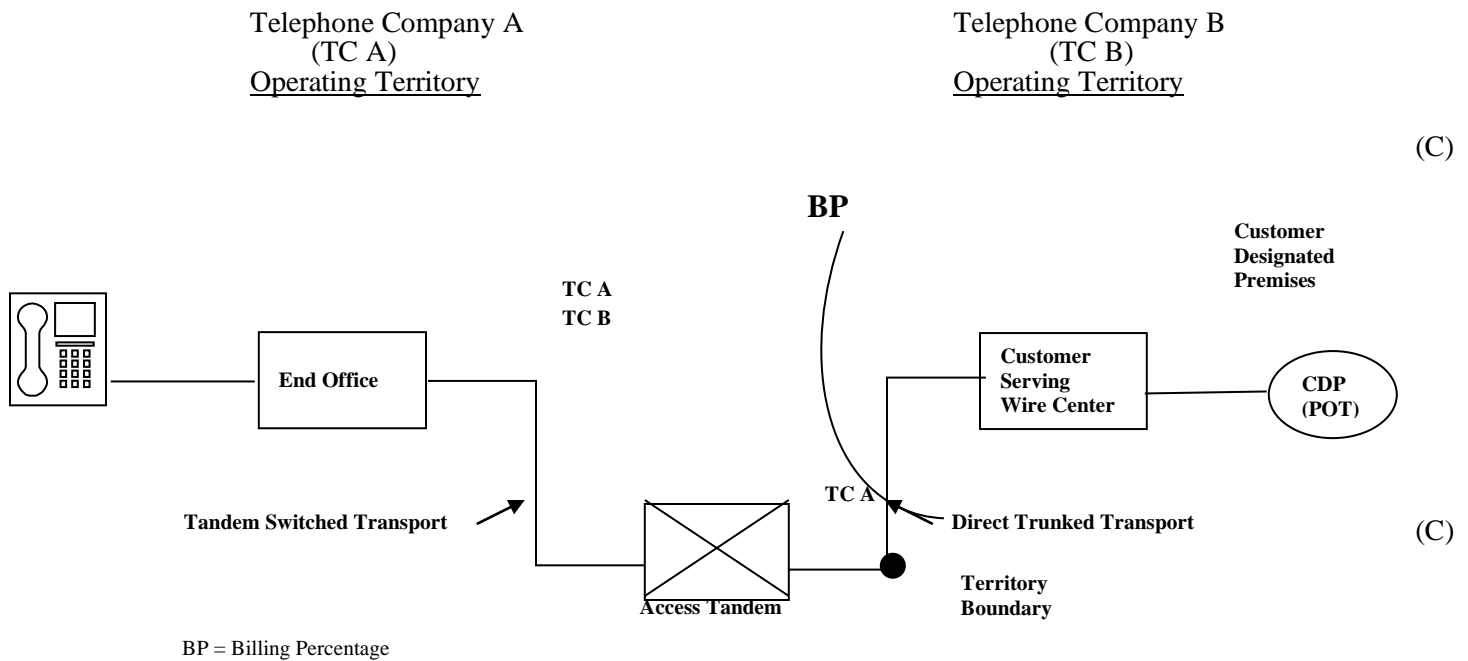 Telephone Company A
(TC A)
Operating Territory
Telephone Company B
(TC B)
Operating Territory
(C)
BP
Customer
Designated
Premises
TC A
TC B
End Office
Customer
Serving
Wire Center
CDP
(POT)
TC A
Tandem Switched Transport
Direct Trunked Transport
(C)
Territory
Boundary
Access Tandem
BP = Billing Percentage